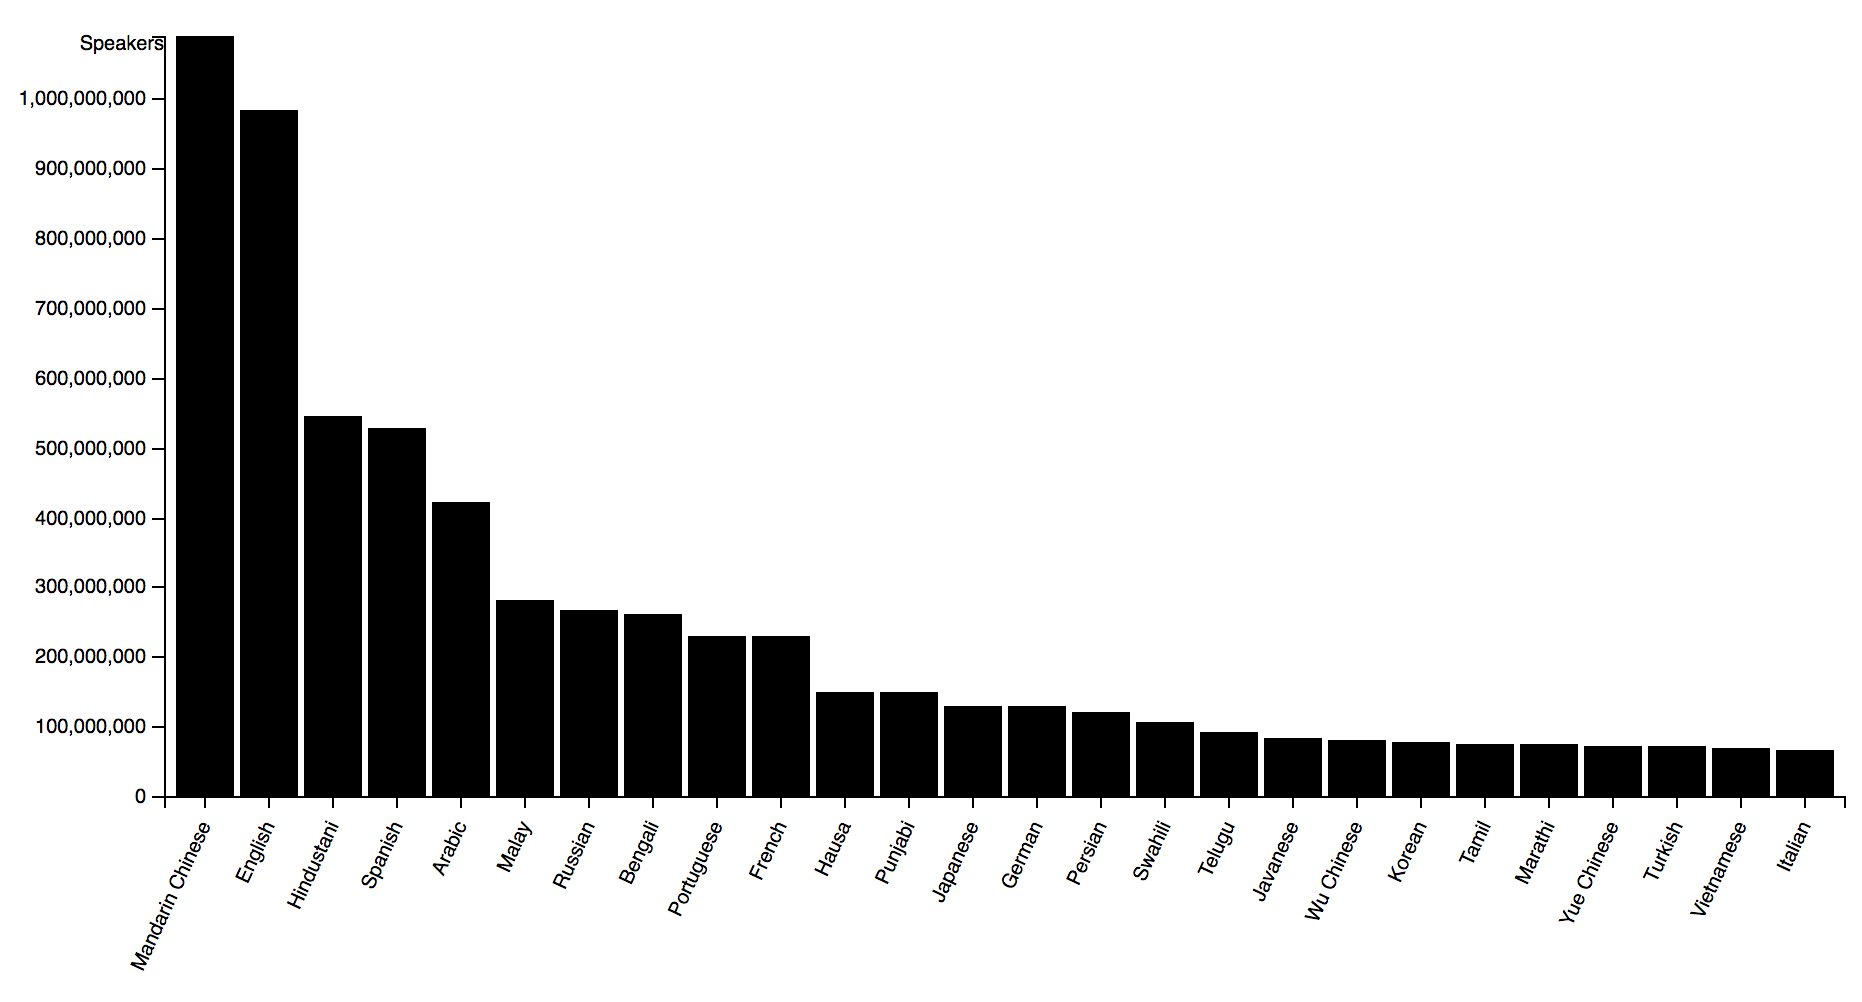 Speakers
1,000,000,000
900,000,000
800,000,000
700,000,000
600,000,000
500,000,000
400,000,000
300,000,000
200,000,000
100,000,000
0
Mandarin Chinese
English
Hindustani
Spanish
Arabic
Malay
Russian
Bengali
Portuguese
French
Hausa
Punjabi
Japanese
German
Persian
Swahili
Telugu
Javanese
Wu Chinese
Korean
Tamil
Marathi
Yue Chinese
Turkish
Vietnamese
Italian